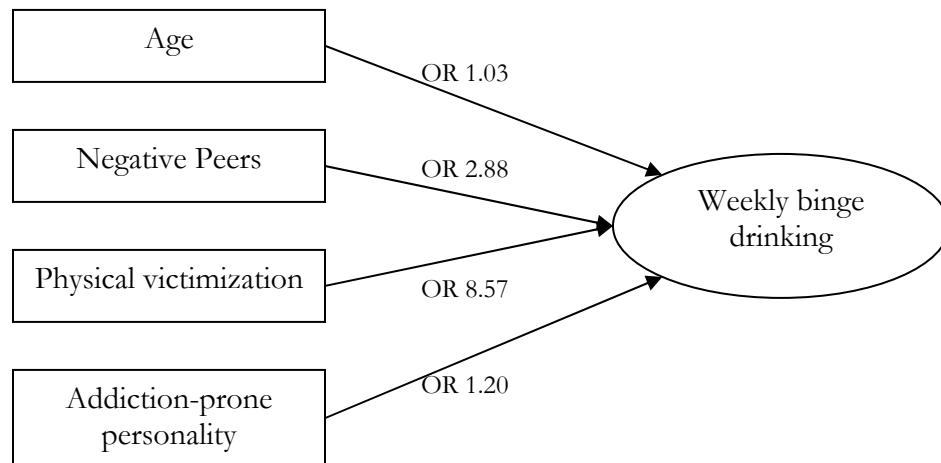 Age
OR 1.03
Negative Peers
OR 2.88
Weekly binge
drinking
Physical victimization
OR 8.57
Addiction-prone
personality
OR 1.20